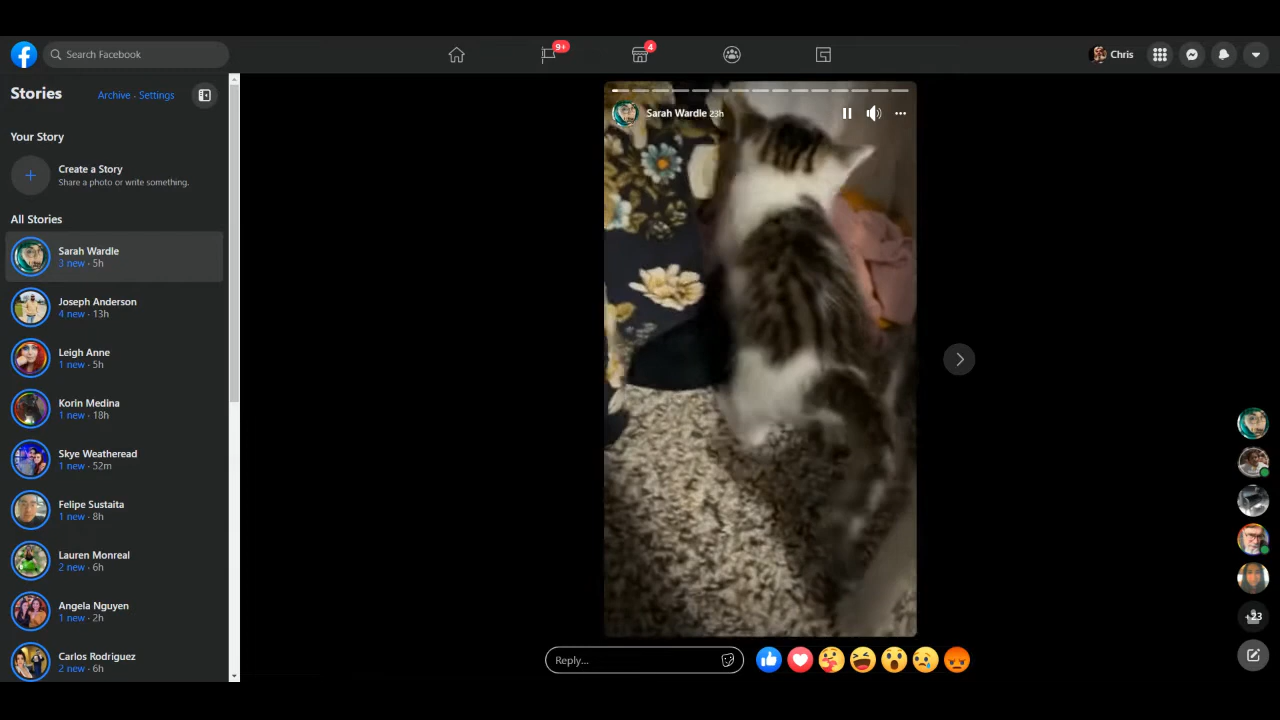 Search Facebook
9+
4
Chris
Stories
Archive · Settings
Your Story
Create a Story
Share a photo or write something.
All Stories
Sarah Wardle
3 new · 5h
Joseph Anderson
4 new · 13h
Leigh Anne
1 new · 5h
Korin Medina
1 new · 18h
Skye Weatheread
1 new · 52m
Felipe Sustaita
1 new · 8h
Lauren Monreal
2 new · 6h
Angela Nguyen
1 new · 2h
Carlos Rodriguez
2 new · 6h
Sarah Wardle 23h
Reply...
+23